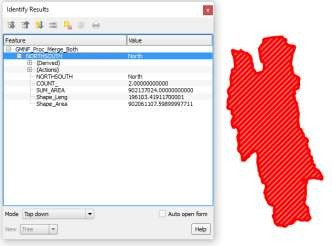 Identify Results
Feature Value
GMNF_Proc_Merge_Both
NORTHSOUTH North
(Derived)
(Actions)
NORTHSOUTH North
COUNT_ 2.00000000000
SUM_AREA 902137024.00000000000
Shape_Leng 196103.41911700001
Shape_Area 902061107.59899997711
Mode Top down Auto open form
View Tree Help